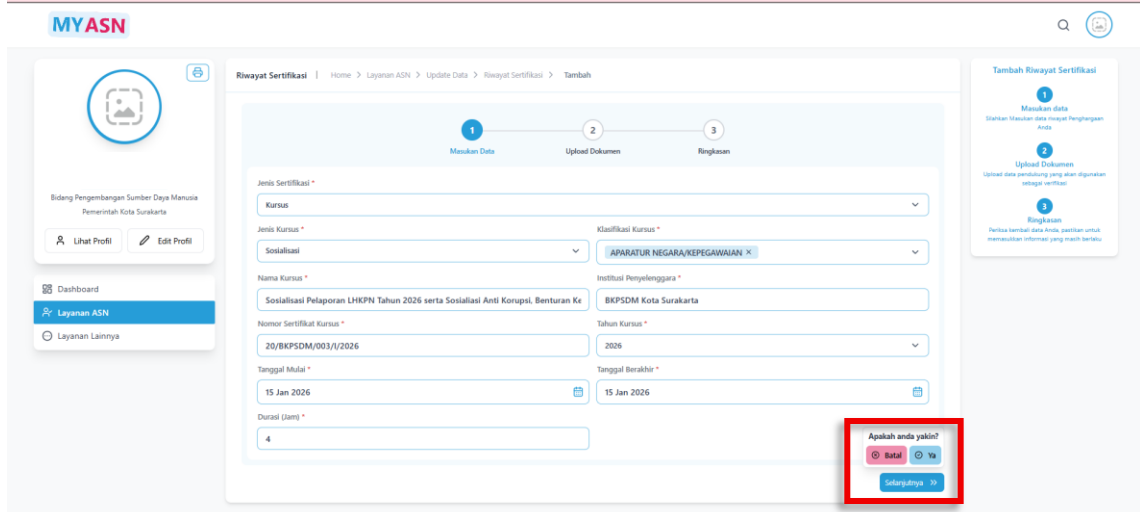 MYASN
Riwayat Sertifikasi | Home > Layanan ASN > Update Data > Riwayat Sertifikasi > Tambah
Bidang Pengembangan Sumber Daya Manusia
Pemerintah Kota Surakarta
Lihat Profil
Edit Profil
Dashboard
Layanan ASN
Layanan Lainnya
1
2
3
Masukan Data
Upload Dokumen
Ringkasan
Jenis Sertifikasi *
Kursus
Jenis Kursus *
Klasifikasi Kursus *
Sosialisasi
APARATUR NEGARA/KEPEGAWAIAN ×
Nama Kursus *
Institusi Penyelenggara *
Sosialisasi Pelaporan LHKPN Tahun 2026 serta Sosialiasi Anti Korupsi, Benturan Ke
BKPSDM Kota Surakarta
Nomor Sertifikat Kursus *
Tahun Kursus *
20/BKPSDM/003/I/2026
2026
Tanggal Mulai *
Tanggal Berakhir *
15 Jan 2026
15 Jan 2026
Durasi (Jam) *
4
Apakah anda yakin?
Batal
Ya
Selanjutnya
Tambah Riwayat Sertifikasi
1
Masukan data
Silahkan Masukan data riwayat Penghargaan
Anda
2
Upload Dokumen
Upload data pendukung yang akan digunakan
sebagai verifikasi
3
Ringkasan
Periksa kembali data Anda, pastikan untuk
memasukkan informasi yang masih berlaku